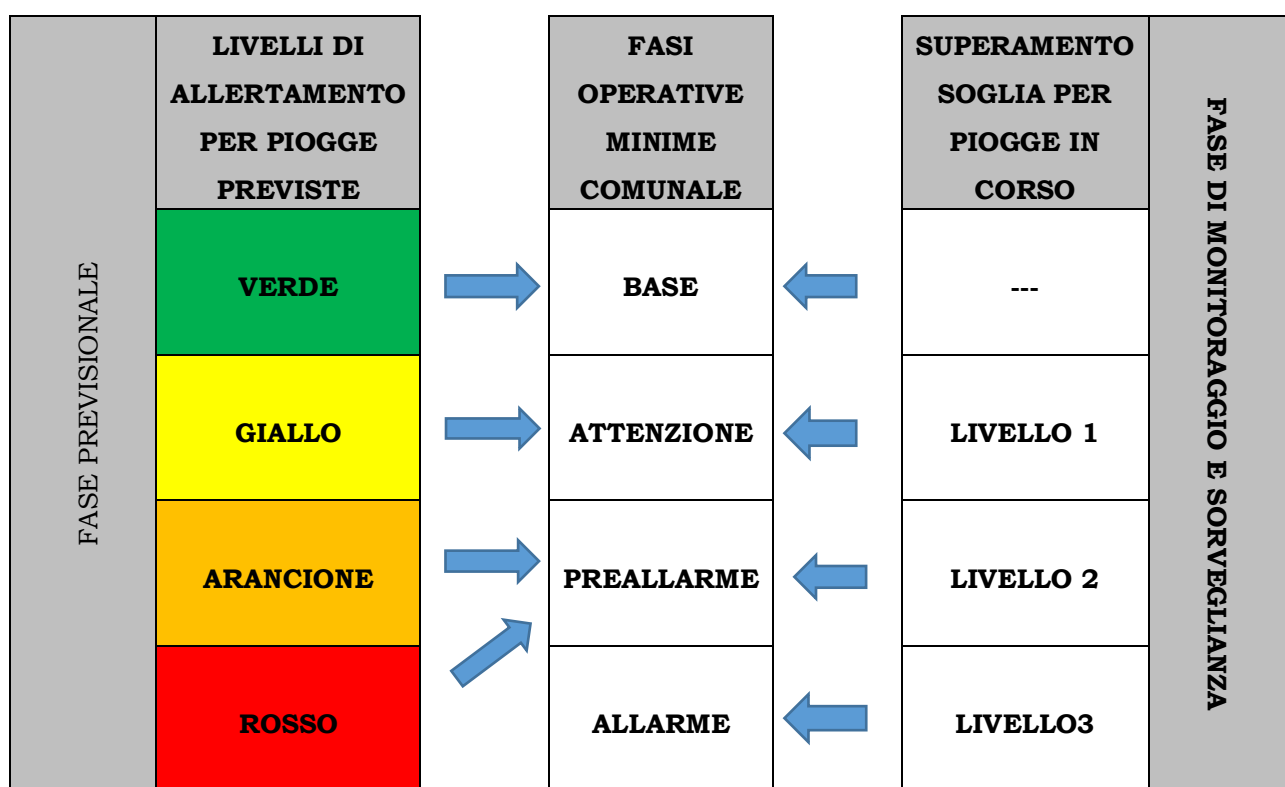 LIVELLI DI
ALLERTAMENTO
PER PIOGGE
PREVISTE
FASI
OPERATIVE
MINIME
COMUNALE
SUPERAMENTO
SOGLIA PER
PIOGGE IN
CORSO
FASE PREVISIONALE
FASE DI MONITORAGGIO E SORVEGLIANZA
VERDE
BASE
---
GIALLO
ATTENZIONE
LIVELLO 1
ARANCIONE
PREALLARME
LIVELLO 2
ROSSO
ALLARME
LIVELLO3